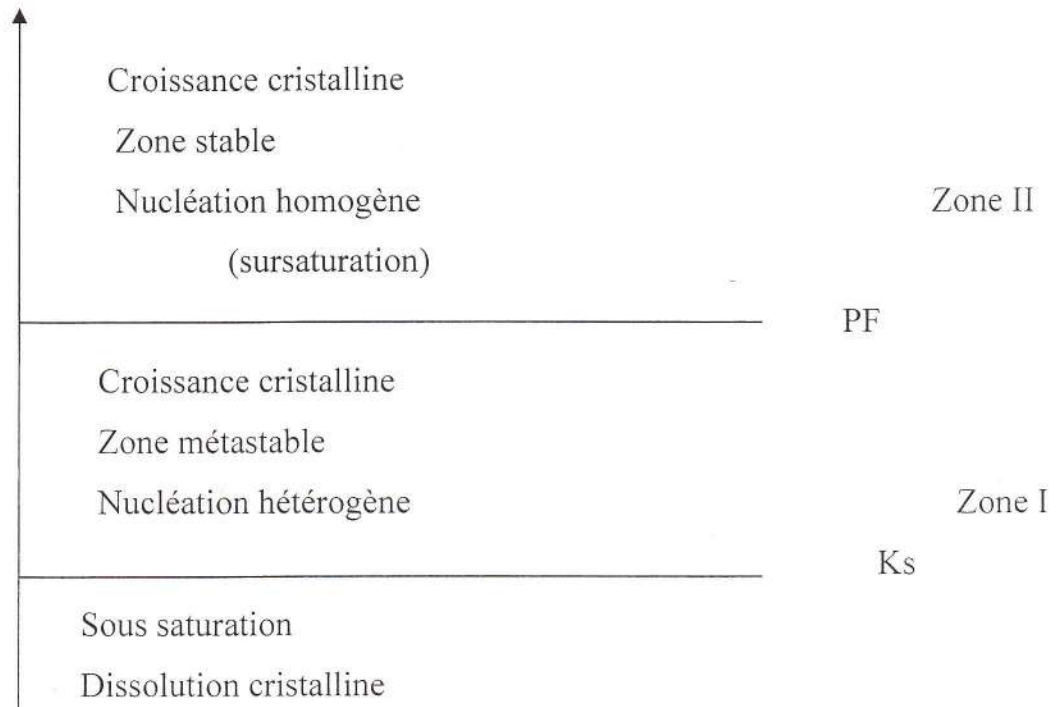 Croissance cristalline
Zone stable
Nucléation homogène Zone II
(sursaturation)
PF
Croissance cristalline
Zone métastable
Nucléation hétérogène Zone I
Ks
Sous saturation
Dissolution cristalline